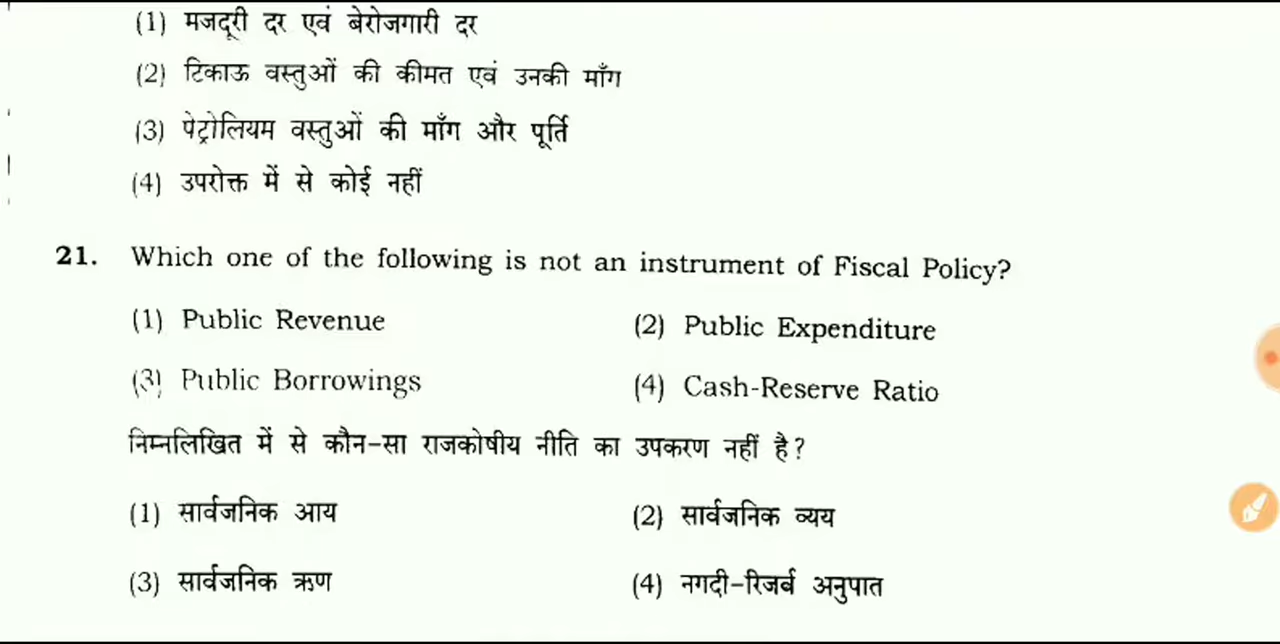 (1) मजदूरी दर एवं बेरोजगारी दर
(2) टिकाऊ वस्तुओं की कीमत एवं उनकी माँग
(3) पेट्रोलियम वस्तुओं की माँग और पूर्ति
(4) उपरोक्त में से कोई नहीं
21. Which one of the following is not an instrument of Fiscal Policy?
(1) Public Revenue (2) Public Expenditure
(3) Public Borrowings (4) Cash-Reserve Ratio
निम्नलिखित में से कौन-सा राजकोषीय नीति का उपकरण नहीं है?
(1) सार्वजनिक आय (2) सार्वजनिक व्यय
(3) सार्वजनिक ऋण (4) नगदी-रिजर्व अनुपात